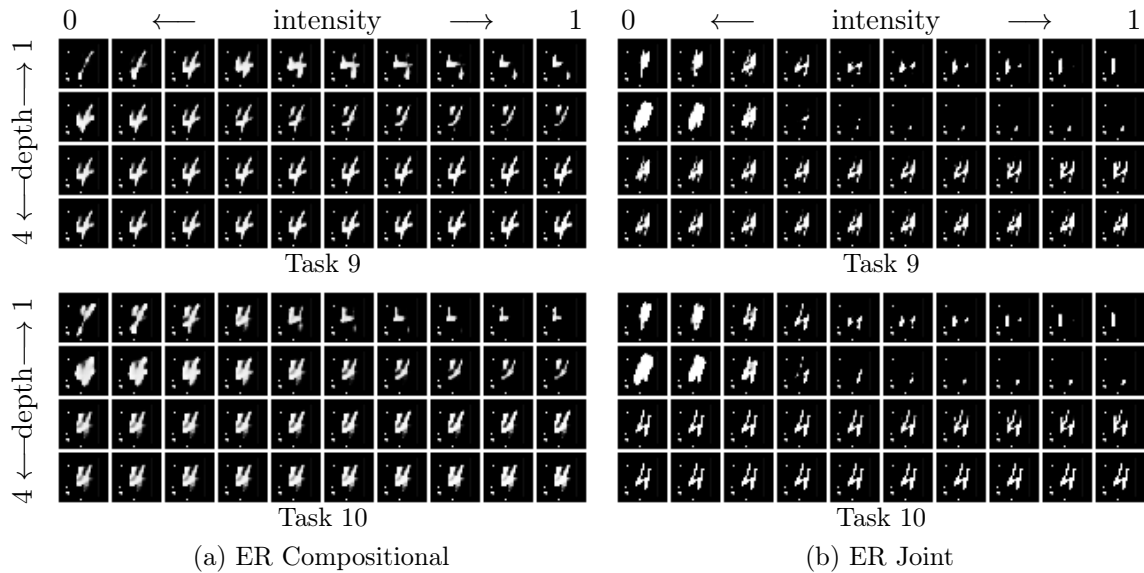 0 ← intensity → 1 0 ← intensity → 1
4 ← depth → 1
Task 9 Task 9
4 ← depth → 1
Task 10 Task 10
(a) ER Compositional (b) ER Joint